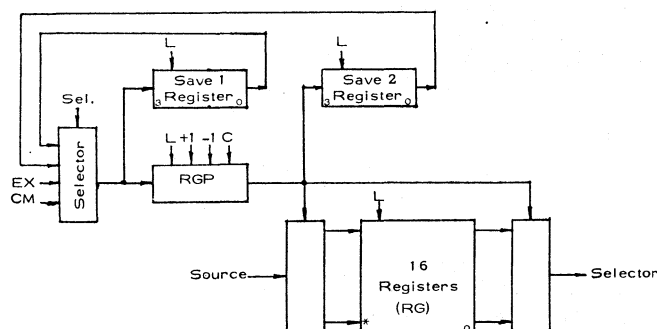 L
Save 1
3 Register 0
L
Save 2
3 Register 0
Sel.
Selector
L +1 -1 C
RGP
EX
CM
L
Source
16
Registers
(RG)
* 0
Selector